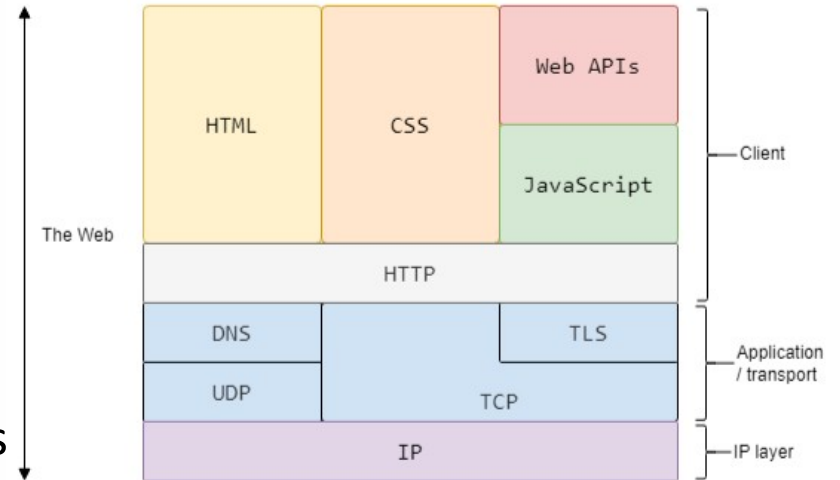 Web APIs
HTML
CSS
Client
JavaScript
The Web
HTTP
DNS
TLS
Application
/ transport
UDP
TCP
s
IP
IP layer